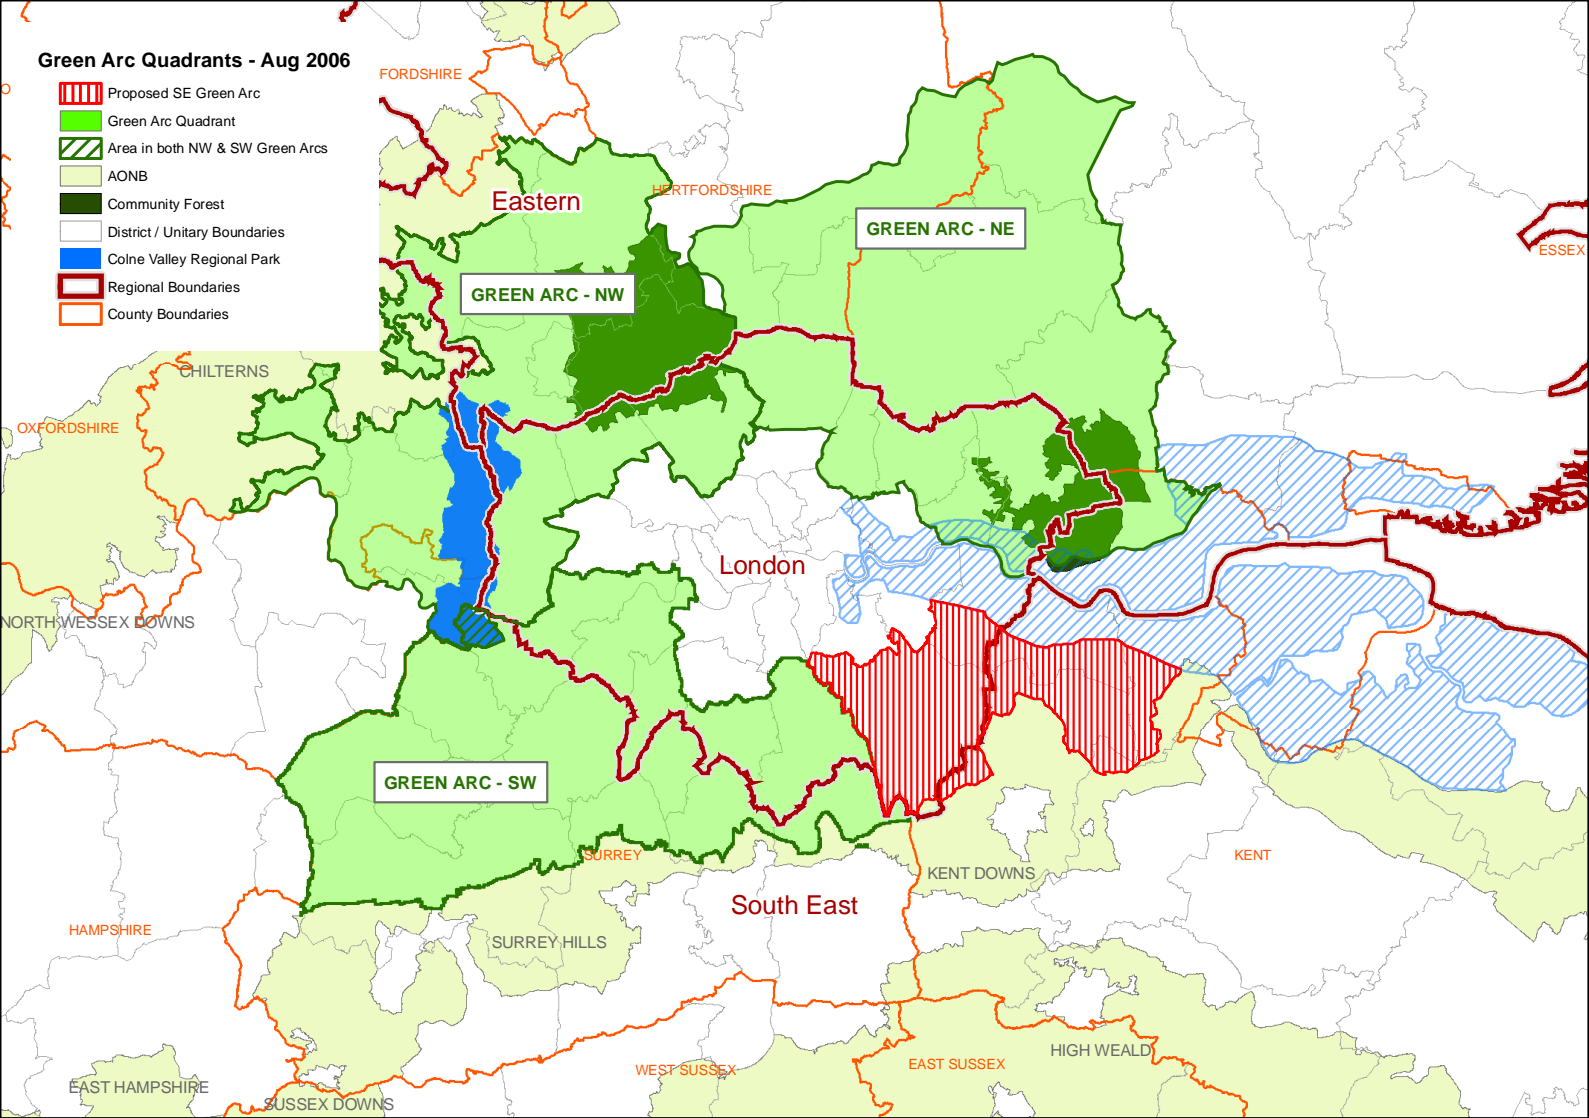 Green Arc Quadrants - Aug 2006
Proposed SE Green Arc
Green Arc Quadrant
Area in both NW & SW Green Arcs
AONB
Community Forest
District / Unitary Boundaries
Colne Valley Regional Park
Regional Boundaries
County Boundaries
FORDSHIRE
O
HERTFORDSHIRE
Eastern
GREEN ARC - NE
ESSEX
GREEN ARC - NW
CHILTERNS
OXFORDSHIRE
London
NORTH WESSEX DOWNS
GREEN ARC - SW
SURREY
KENT
KENT DOWNS
South East
HAMPSHIRE
SURREY HILLS
HIGH WEALD
EAST SUSSEX
WEST SUSSEX
EAST HAMPSHIRE
SUSSEX DOWNS